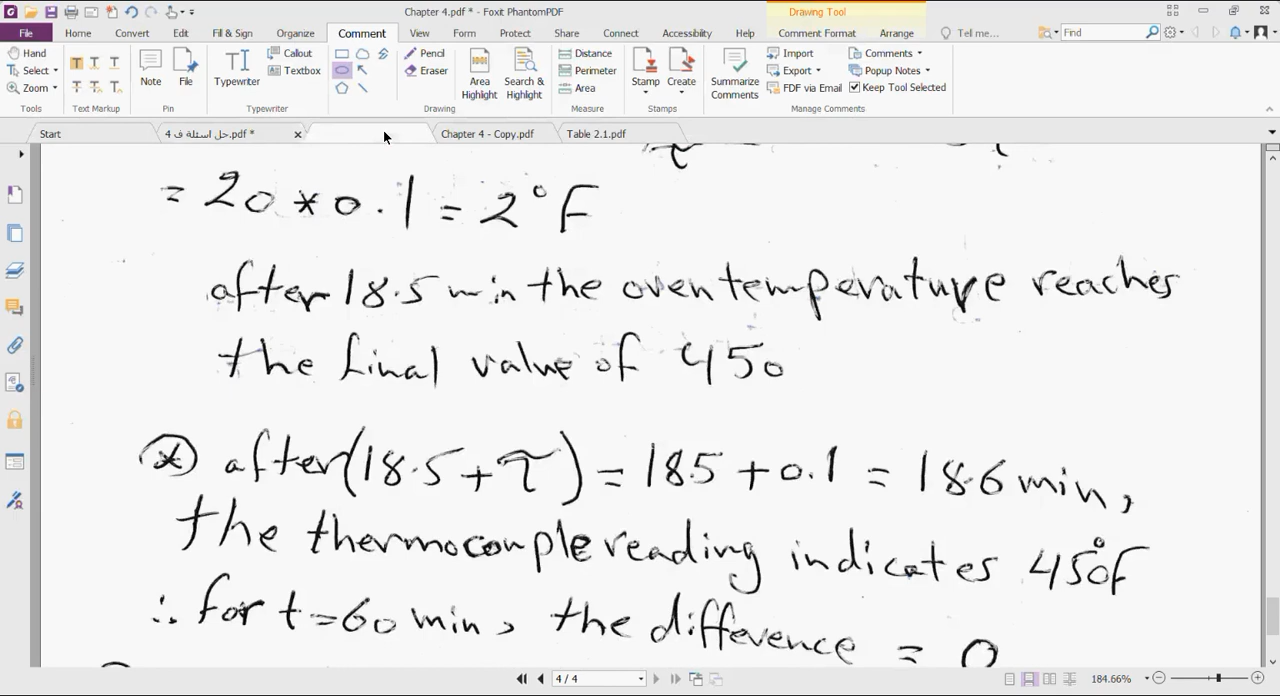 Chapter 4.pdf * - Foxit PhantomPDF
Drawing Tool
File Home Convert Edit Fill & Sign Organize Comment View Form Protect Share Connect Accessibility Help Comment Format Arrange Tell me... Find
Hand
Select
Zoom
Tools
Text Markup
Note
File
Pin
Typewriter
Callout
Textbox
Typewriter
Pencil
Eraser
Drawing
Area Highlight
Search & Highlight
Distance
Perimeter
Area
Measure
Stamp
Create
Stamps
Summarize Comments
Import
Export
FDF via Email
Comments
Popup Notes
Keep Tool Selected
Manage Comments
Start
حل اسئلة ف 4.pdf *
Chapter 4 - Copy.pdf
Table 2.1.pdf
= 20 * 0.1 = 2°F
after 18.5 min the oven temperature reaches
the final value of 450
* after (18.5 + τ) = 185 + 0.1 = 18.6 min,
the thermocouple reading indicates 450°F
∴ for t = 60 min, the difference = 0
4 / 4
184.66%